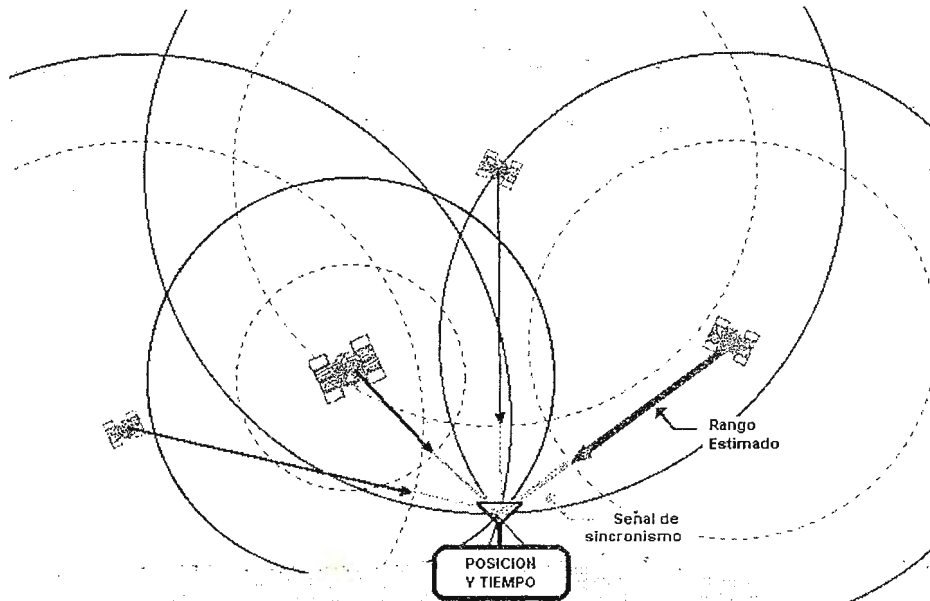 Rango
Estimado
Señal de
sincronismo
POSICION
Y TIEMPO